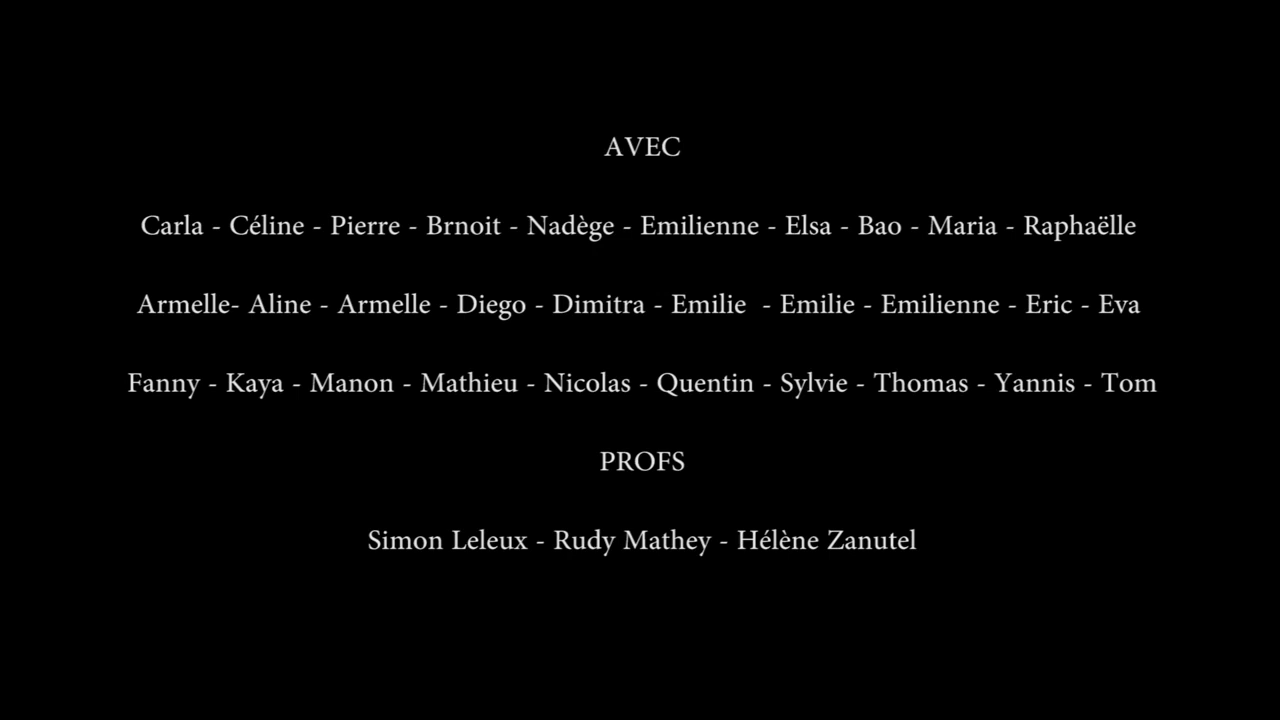 AVEC
Carla - Céline - Pierre - Brnoit - Nadège - Emilienne - Elsa - Bao - Maria - Raphaëlle
Armelle- Aline - Armelle - Diego - Dimitra - Emilie  - Emilie - Emilienne - Eric - Eva
Fanny - Kaya - Manon - Mathieu - Nicolas - Quentin - Sylvie - Thomas - Yannis - Tom
PROFS
Simon Leleux - Rudy Mathey - Hélène Zanutel